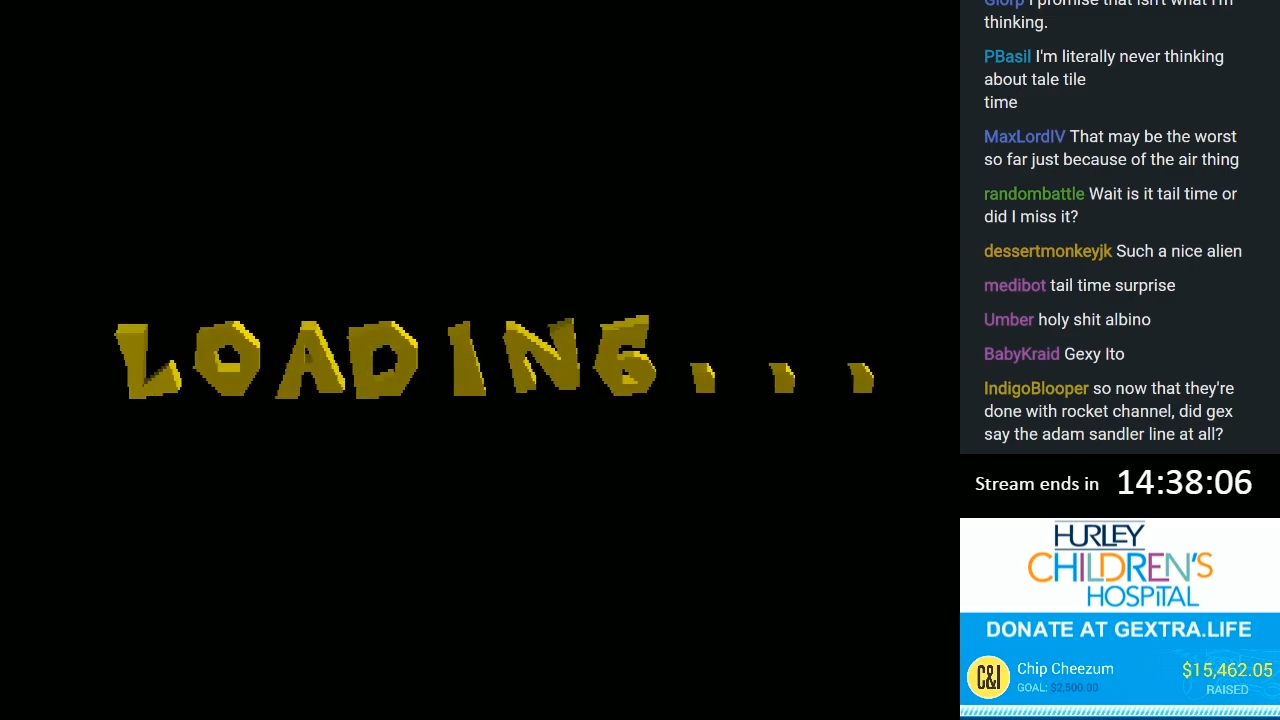 LOADING...
Glorp I promise that isn't what I'm
thinking.
PBasil I'm literally never thinking
about tale tile
time
MaxLordIV That may be the worst
so far just because of the air thing
randombattle Wait is it tail time or
did I miss it?
dessertmonkeyjk Such a nice alien
medibot tail time surprise
Umber holy shit albino
BabyKraid Gexy Ito
IndigoBlooper so now that they're
done with rocket channel, did gex
say the adam sandler line at all?
Stream ends in 14:38:06
HURLEY
CHILDREN'S
HOSPITAL
DONATE AT GEXTRA.LIFE
C&I Chip Cheezum $15,462.05
GOAL: $2,500.00 RAISED